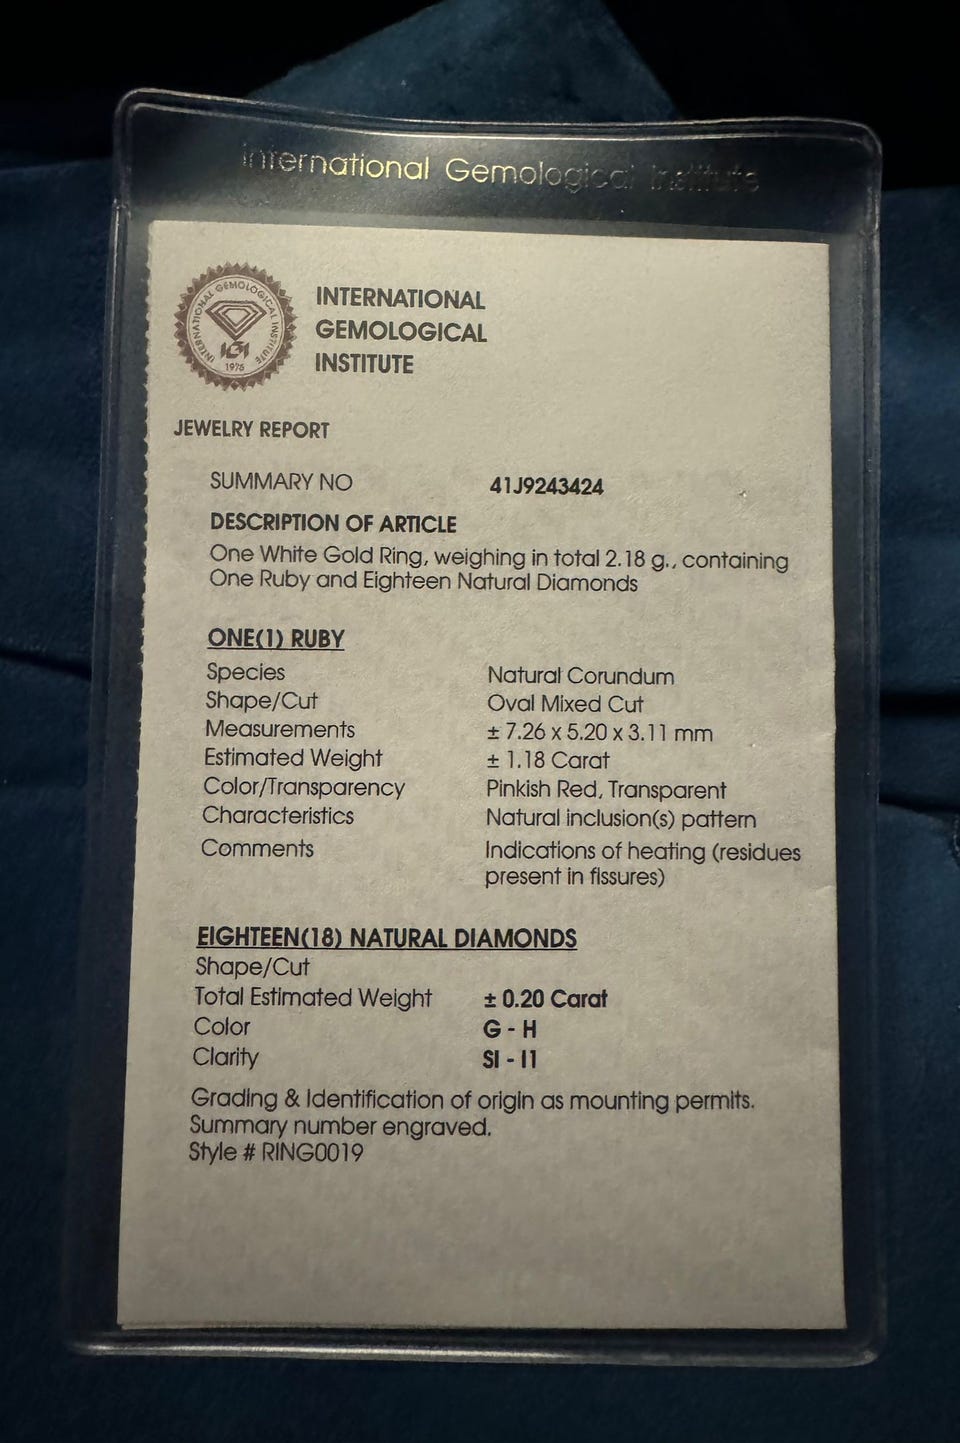 International Gemological Institute
INTERNATIONAL GEMOLOGICAL INSTITUTE
IGI
1975
INTERNATIONAL
GEMOLOGICAL
INSTITUTE
JEWELRY REPORT
SUMMARY NO 41J9243424
DESCRIPTION OF ARTICLE
One White Gold Ring, weighing in total 2.18 g., containing
One Ruby and Eighteen Natural Diamonds
ONE(1) RUBY
Species Natural Corundum
Shape/Cut Oval Mixed Cut
Measurements ± 7.26 x 5.20 x 3.11 mm
Estimated Weight ± 1.18 Carat
Color/Transparency Pinkish Red, Transparent
Characteristics Natural inclusion(s) pattern
Comments Indications of heating (residues
present in fissures)
EIGHTEEN(18) NATURAL DIAMONDS
Shape/Cut
Total Estimated Weight ± 0.20 Carat
Color G - H
Clarity SI - I1
Grading & Identification of origin as mounting permits.
Summary number engraved.
Style # RING0019